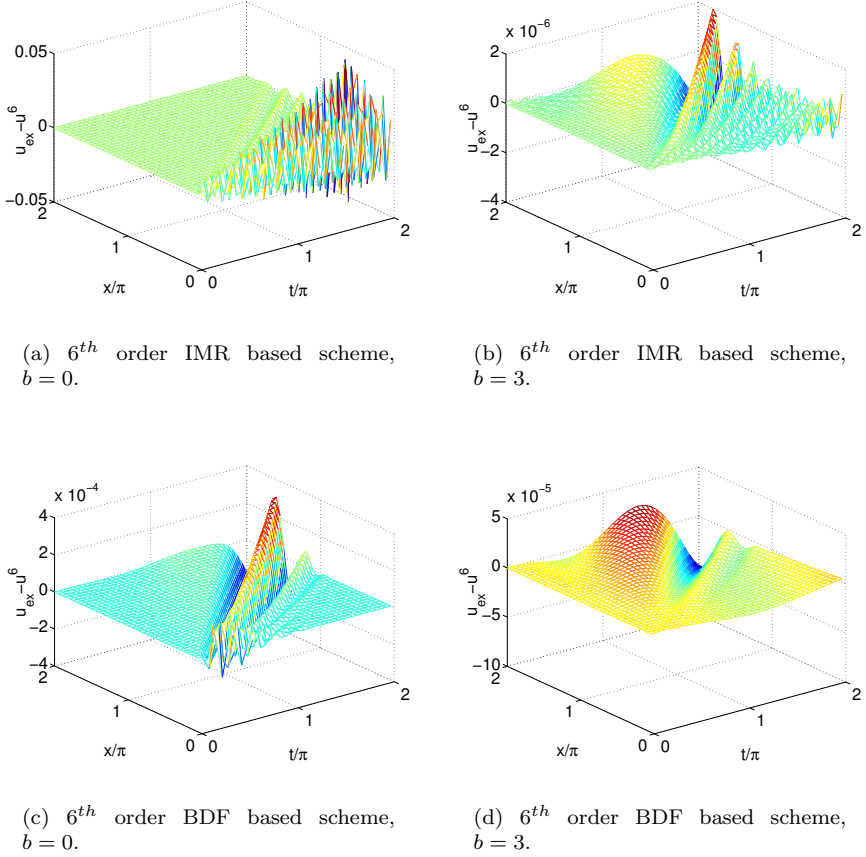 0.05
0
−0.05
2
1
0
0
1
2
u_ex−u^6
x/π
t/π
x 10^−6
2
0
−2
−4
2
1
0
0
1
2
u_ex−u^6
x/π
t/π
(a) 6^th order IMR based scheme,
b = 0.
(b) 6^th order IMR based scheme,
b = 3.
x 10^−4
4
2
0
−2
−4
2
1
0
0
1
2
u_ex−u^6
x/π
t/π
x 10^−5
5
0
−5
−10
2
1
0
0
1
2
u_ex−u^6
x/π
t/π
(c) 6^th order BDF based scheme,
b = 0.
(d) 6^th order BDF based scheme,
b = 3.